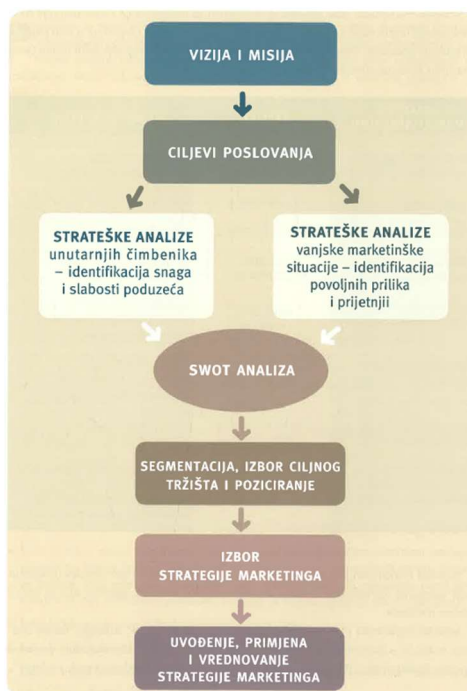 VIZIJA I MISIJA
CILJEVI POSLOVANJA
STRATEŠKE ANALIZE
unutarnjih čimbenika
– identifikacija snaga
i slabosti poduzeća
STRATEŠKE ANALIZE
vanjske marketinške
situacije – identifikacija
povoljnih prilika
i prijetnjii
SWOT ANALIZA
SEGMENTACIJA, IZBOR CILJNOG
TRŽIŠTA I POZICIRANJE
IZBOR
STRATEGIJE MARKETINGA
UVOĐENJE, PRIMJENA
I VREDNOVANJE
STRATEGIJE MARKETINGA